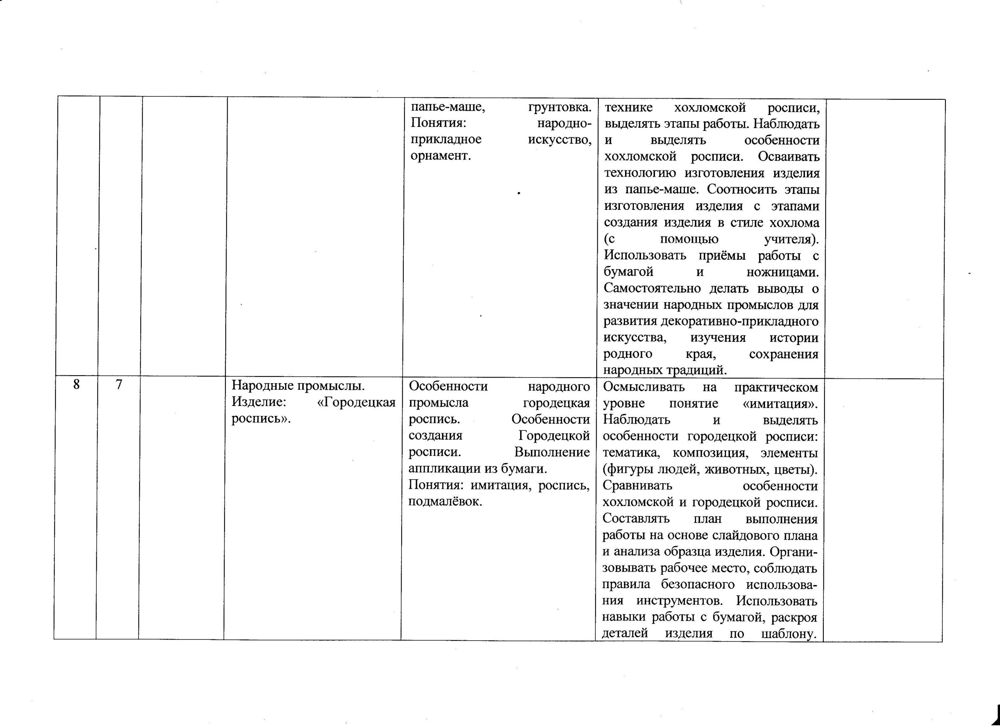 папье-маше, грунтовка.
Понятия: народно-
прикладное искусство,
орнамент.
технике хохломской росписи,
выделять этапы работы. Наблюдать
и выделять особенности
хохломской росписи. Осваивать
технологию изготовления изделия
из папье-маше. Соотносить этапы
изготовления изделия с этапами
создания изделия в стиле хохлома
(с помощью учителя).
Использовать приёмы работы с
бумагой и ножницами.
Самостоятельно делать выводы о
значении народных промыслов для
развития декоративно-прикладного
искусства, изучения истории
родного края, сохранения
народных традиций.
8
7
Народные промыслы.
Изделие: «Городецкая
роспись».
Особенности народного
промысла городецкая
роспись. Особенности
создания Городецкой
росписи. Выполнение
аппликации из бумаги.
Понятия: имитация, роспись,
подмалёвок.
Осмысливать на практическом
уровне понятие «имитация».
Наблюдать и выделять
особенности городецкой росписи:
тематика, композиция, элементы
(фигуры людей, животных, цветы).
Сравнивать особенности
хохломской и городецкой росписи.
Составлять план выполнения
работы на основе слайдового плана
и анализа образца изделия. Органи-
зовывать рабочее место, соблюдать
правила безопасного использова-
ния инструментов. Использовать
навыки работы с бумагой, раскроя
деталей изделия по шаблону.